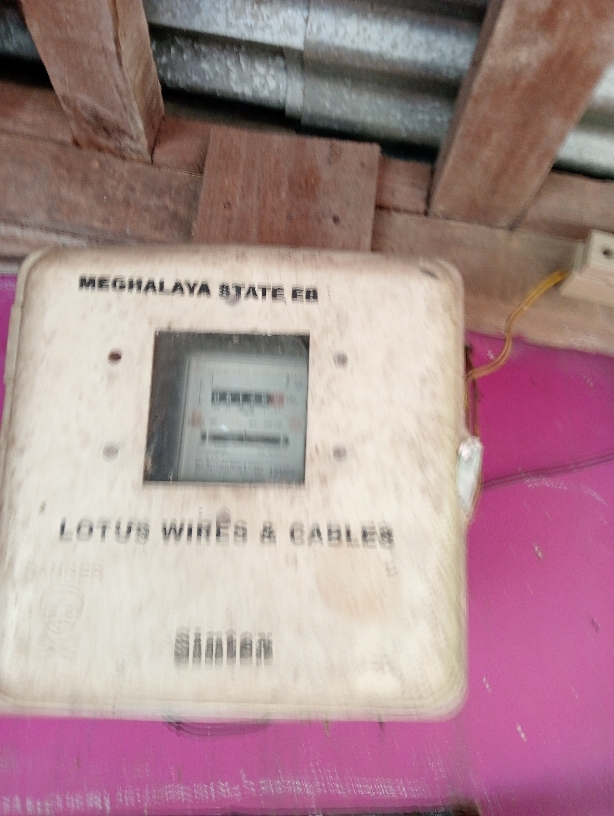 MEGHALAYA STATE EB
LOTUS WIRES & CABLES
DANGER
Sintex